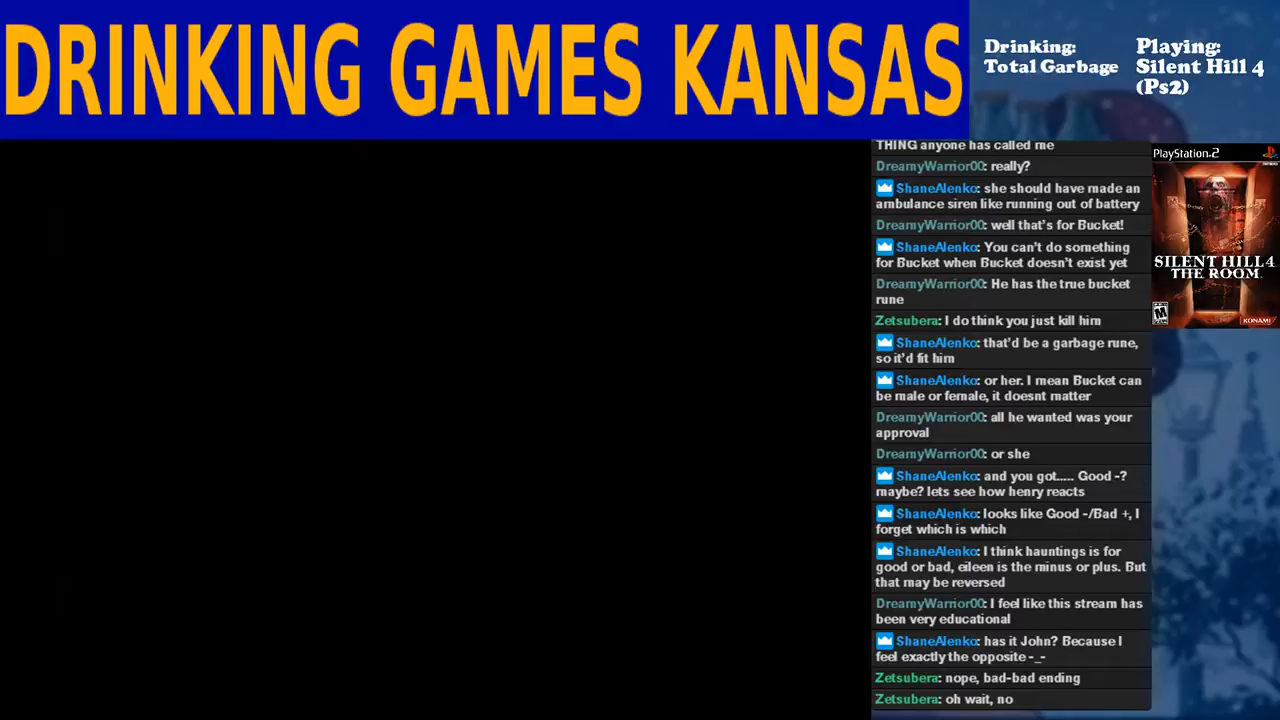 DRINKING GAMES KANSAS
Drinking:
Total Garbage
Playing:
Silent Hill 4
(Ps2)
THING anyone has called me
DreamyWarrior00: really?
ShaneAlenko: she should have made an
ambulance siren like running out of battery
DreamyWarrior00: well that's for Bucket!
ShaneAlenko: You can't do something
for Bucket when Bucket doesn't exist yet
DreamyWarrior00: He has the true bucket
rune
Zetsubera: I do think you just kill him
ShaneAlenko: that'd be a garbage rune,
so it'd fit him
ShaneAlenko: or her. I mean Bucket can
be male or female, it doesnt matter
DreamyWarrior00: all he wanted was your
approval
DreamyWarrior00: or she
ShaneAlenko: and you got..... Good -?
maybe? lets see how henry reacts
ShaneAlenko: looks like Good -/Bad +, I
forget which is which
ShaneAlenko: I think hauntings is for
good or bad, eileen is the minus or plus. But
that may be reversed
DreamyWarrior00: I feel like this stream has
been very educational
ShaneAlenko: has it John? Because I
feel exactly the opposite -_-
Zetsubera: nope, bad-bad ending
Zetsubera: oh wait, no
PlayStation.2
SILENT HILL 4
THE ROOM
M
KONAMI